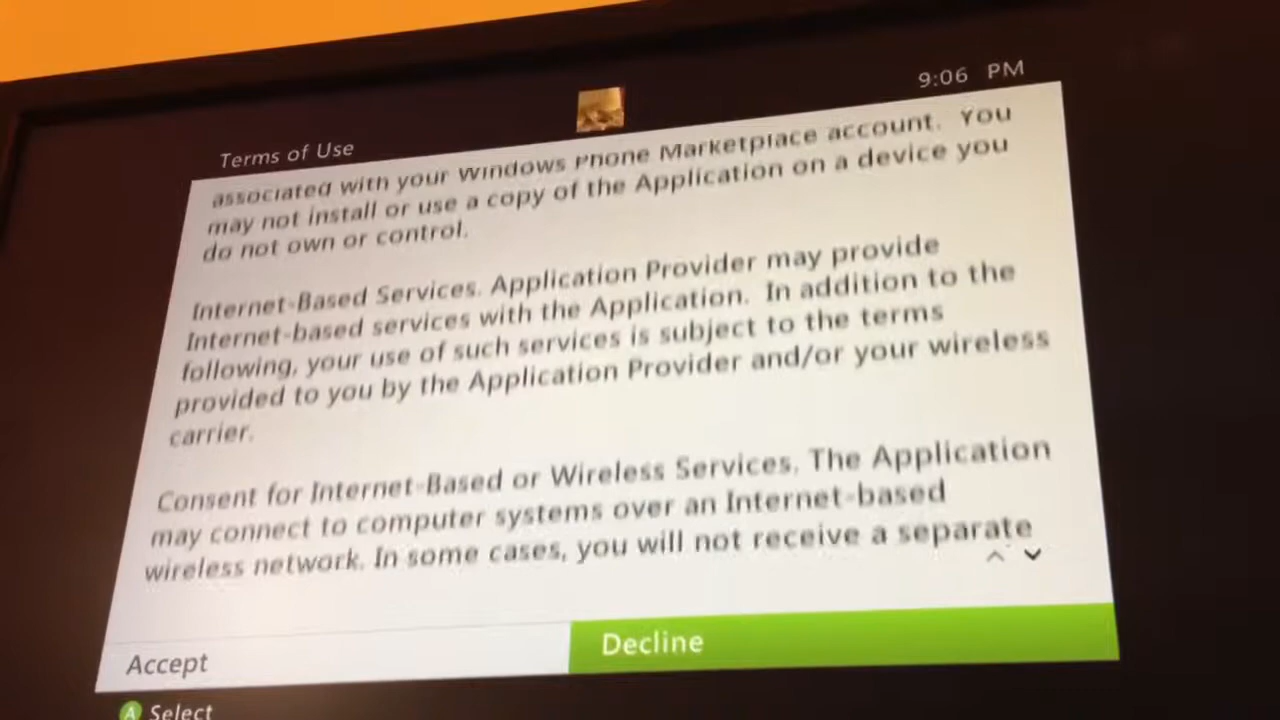 9:06 PM
Terms of Use
associated with your Windows Phone Marketplace account. You
may not install or use a copy of the Application on a device you
do not own or control.
Internet-Based Services. Application Provider may provide
Internet-based services with the Application. In addition to the
following, your use of such services is subject to the terms
provided to you by the Application Provider and/or your wireless
carrier.
Consent for Internet-Based or Wireless Services. The Application
may connect to computer systems over an Internet-based
wireless network. In some cases, you will not receive a separate
Accept
Decline
A Select